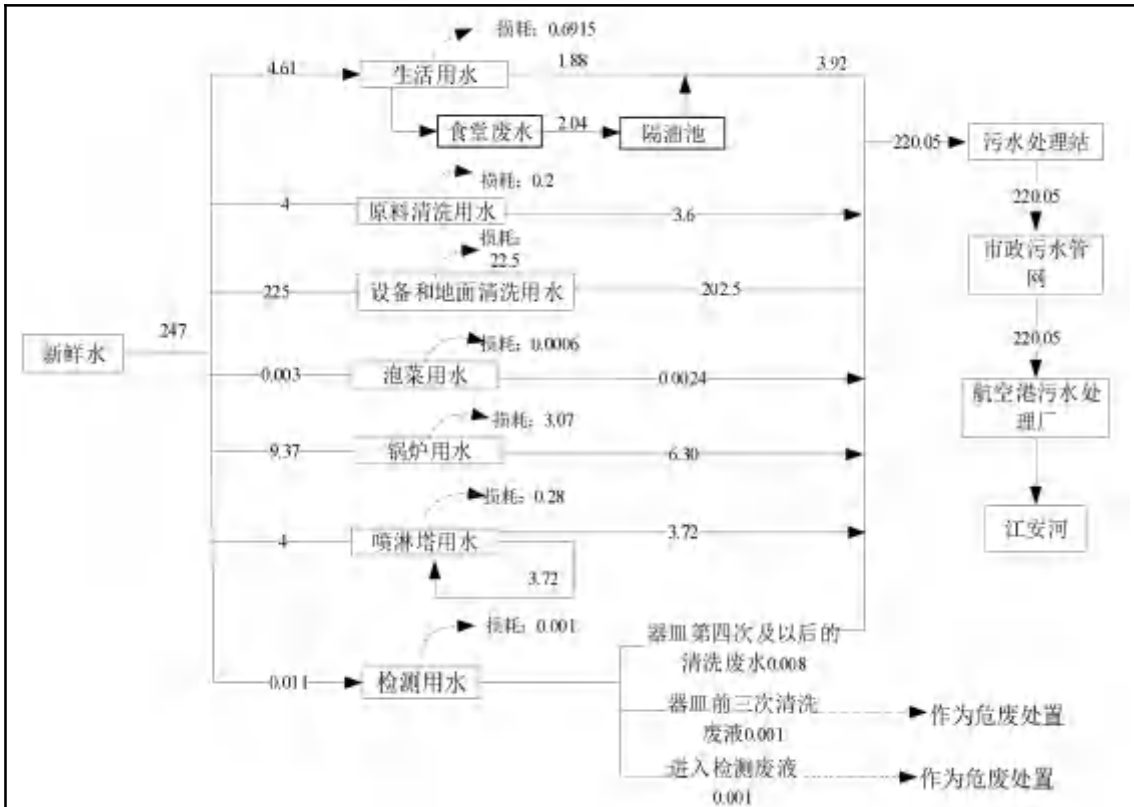 损耗：0.6915
4.61
生活用水
1.88
3.92
食堂废水
2.04
隔油池
220.05
污水处理站
220.05
市政污水管
网
220.05
航空港污水处
理厂
江安河
损耗：0.2
4
原料清洗用水
3.6
损耗：
22.5
225
设备和地面清洗用水
202.5
新鲜水
247
损耗：0.0006
0.003
泡菜用水
0.0024
损耗：3.07
9.37
锅炉用水
6.30
损耗：0.28
4
喷淋塔用水
3.72
3.72
损耗：0.001
0.011
检测用水
器皿第四次及以后的
清洗废水0.008
器皿前三次清洗
废液0.001
作为危废处置
进入检测废液
0.001
作为危废处置